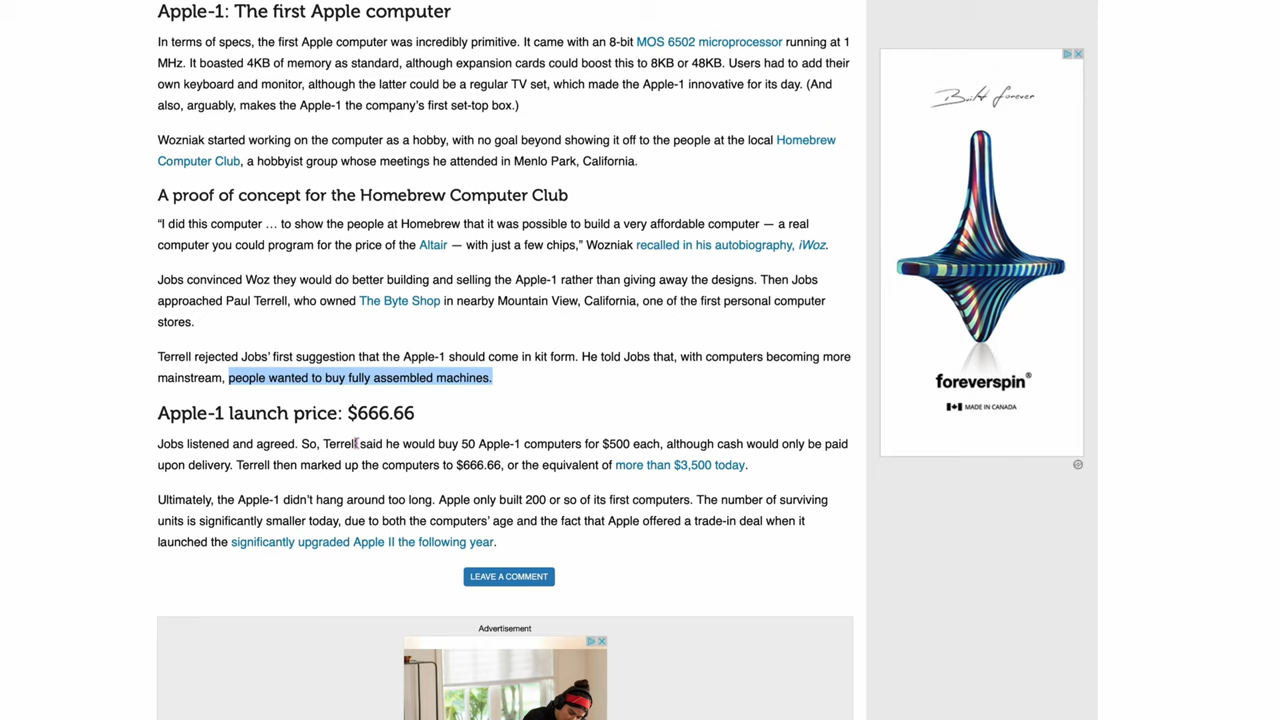 Apple-1: The first Apple computer
In terms of specs, the first Apple computer was incredibly primitive. It came with an 8-bit MOS 6502 microprocessor running at 1
MHz. It boasted 4KB of memory as standard, although expansion cards could boost this to 8KB or 48KB. Users had to add their
own keyboard and monitor, although the latter could be a regular TV set, which made the Apple-1 innovative for its day. (And
also, arguably, makes the Apple-1 the company’s first set-top box.)
Wozniak started working on the computer as a hobby, with no goal beyond showing it off to the people at the local Homebrew
Computer Club, a hobbyist group whose meetings he attended in Menlo Park, California.
A proof of concept for the Homebrew Computer Club
“I did this computer … to show the people at Homebrew that it was possible to build a very affordable computer — a real
computer you could program for the price of the Altair — with just a few chips,” Wozniak recalled in his autobiography, iWoz.
Jobs convinced Woz they would do better building and selling the Apple-1 rather than giving away the designs. Then Jobs
approached Paul Terrell, who owned The Byte Shop in nearby Mountain View, California, one of the first personal computer
stores.
Terrell rejected Jobs’ first suggestion that the Apple-1 should come in kit form. He told Jobs that, with computers becoming more
mainstream, people wanted to buy fully assembled machines.
Apple-1 launch price: $666.66
Jobs listened and agreed. So, Terrell said he would buy 50 Apple-1 computers for $500 each, although cash would only be paid
upon delivery. Terrell then marked up the computers to $666.66, or the equivalent of more than $3,500 today.
Ultimately, the Apple-1 didn’t hang around too long. Apple only built 200 or so of its first computers. The number of surviving
units is significantly smaller today, due to both the computers’ age and the fact that Apple offered a trade-in deal when it
launched the significantly upgraded Apple II the following year.
LEAVE A COMMENT
Advertisement
Built forever
foreverspin®
MADE IN CANADA